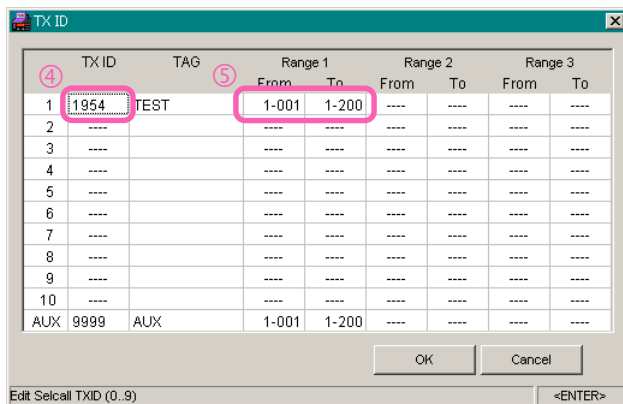 TX ID
TX ID TAG Range 1 Range 2 Range 3
④ ⑤
From To From To From To
1 1954 TEST 1-001 1-200 ---- ---- ---- ----
2 ---- ---- ---- ---- ---- ---- ----
3 ---- ---- ---- ---- ---- ---- ----
4 ---- ---- ---- ---- ---- ---- ----
5 ---- ---- ---- ---- ---- ---- ----
6 ---- ---- ---- ---- ---- ---- ----
7 ---- ---- ---- ---- ---- ---- ----
8 ---- ---- ---- ---- ---- ---- ----
9 ---- ---- ---- ---- ---- ---- ----
10 ---- ---- ---- ---- ---- ---- ----
AUX 9999 AUX 1-001 1-200 ---- ---- ---- ----
OK Cancel
Edit Selcall TXID (0..9) <ENTER>